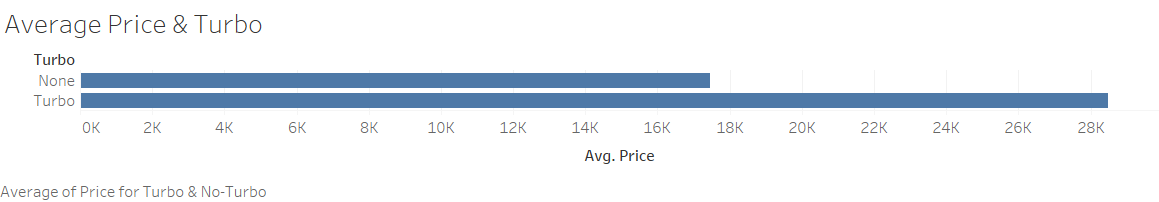 Average Price & Turbo
Turbo
None
Turbo
0K 2K 4K 6K 8K 10K 12K 14K 16K 18K 20K 22K 24K 26K 28K
Avg. Price
Average of Price for Turbo & No-Turbo